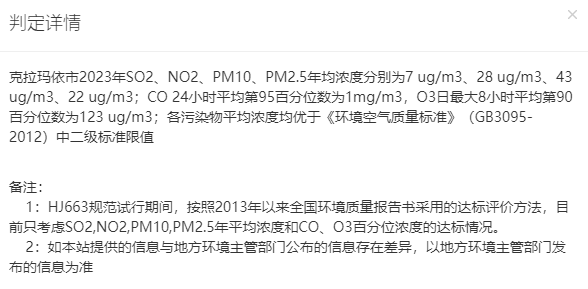 判定详情
克拉玛依市2023年SO2、NO2、PM10、PM2.5年均浓度分别为7 ug/m3、28 ug/m3、43
ug/m3、22 ug/m3；CO 24小时平均第95百分位数为1mg/m3，O3日最大8小时平均第90
百分位数为123 ug/m3；各污染物平均浓度均优于《环境空气质量标准》（GB3095-
2012）中二级标准限值
备注：
1：HJ663规范试行期间，按照2013年以来全国环境质量报告书采用的达标评价方法，目
前只考虑SO2,NO2,PM10,PM2.5年平均浓度和CO、O3百分位浓度的达标情况。
2：如本站提供的信息与地方环境主管部门公布的信息存在差异，以地方环境主管部门发
布的信息为准